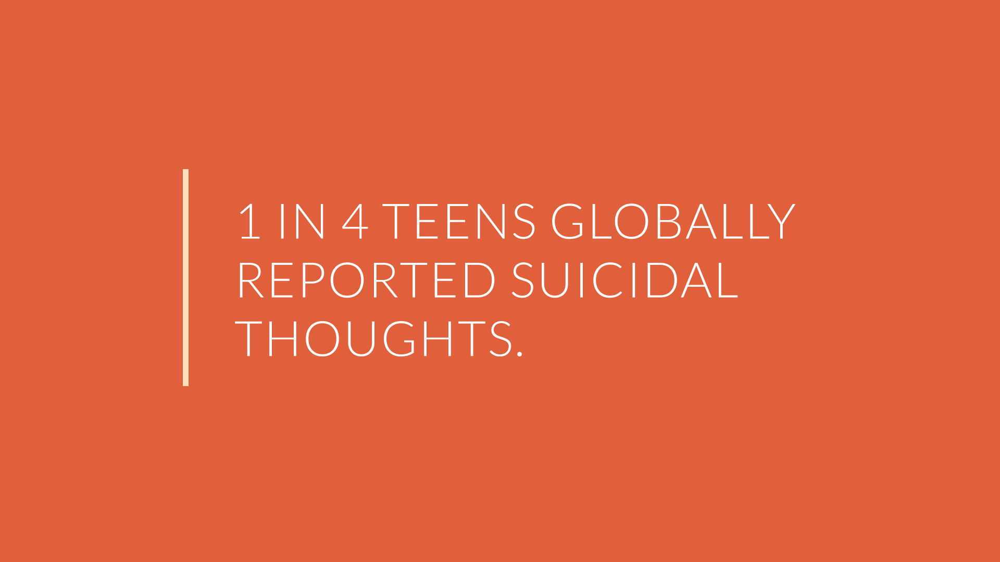 1 IN 4 TEENS GLOBALLY
REPORTED SUICIDAL
THOUGHTS.